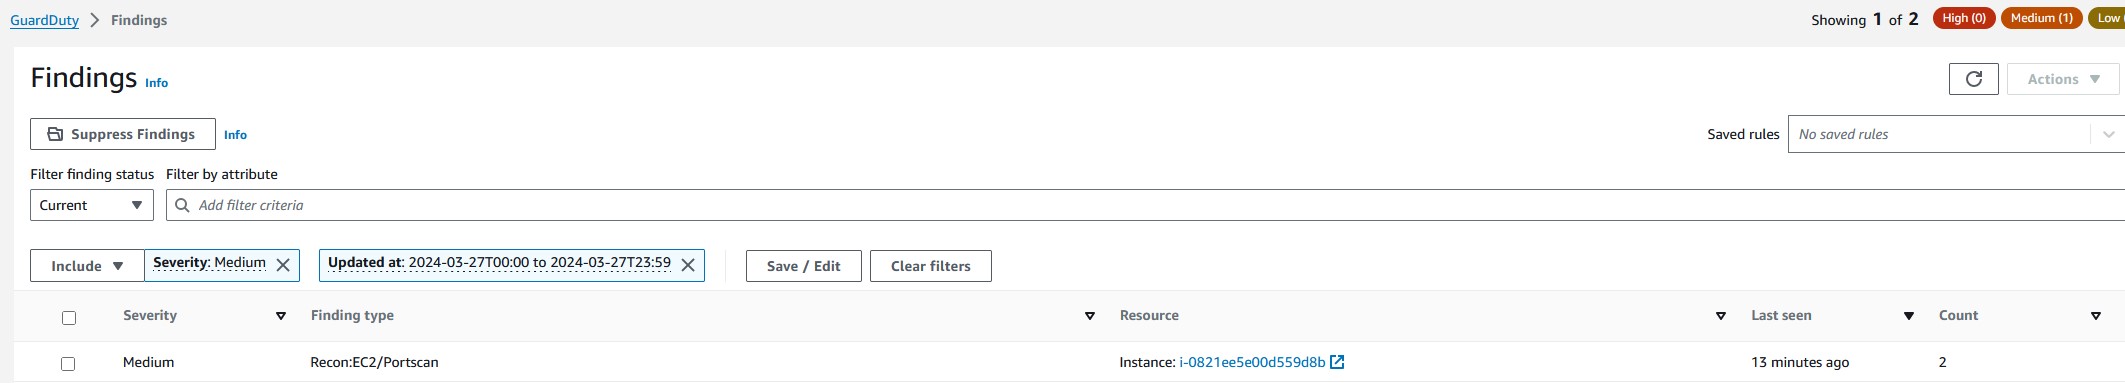 GuardDuty > Findings
Showing 1 of 2 High (0) Medium (1) Low
Findings Info
Actions
Suppress Findings Info
Saved rules No saved rules
Filter finding status Filter by attribute
Current Add filter criteria
Include Severity: Medium Updated at: 2024-03-27T00:00 to 2024-03-27T23:59 Save / Edit Clear filters
Severity Finding type Resource Last seen Count
Medium Recon:EC2/Portscan Instance: i-0821ee5e00d559d8b 13 minutes ago 2